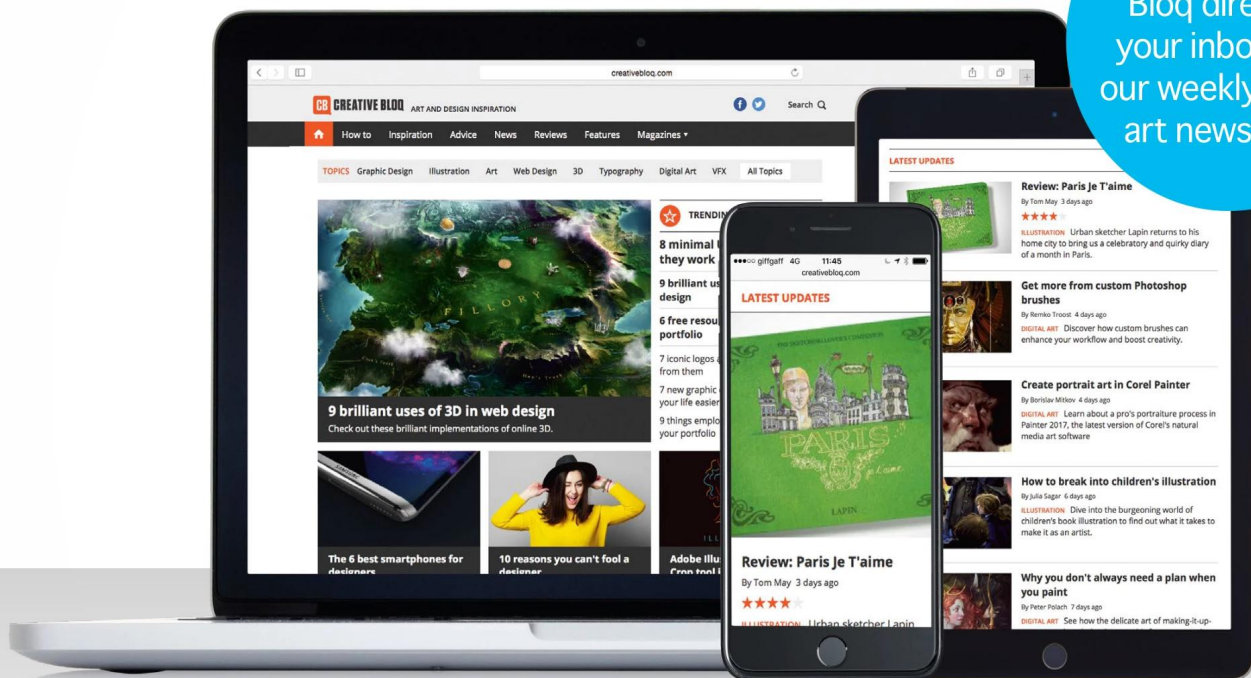 Bloq
your
our weekly
art
creativebloq.com
CB CREATIVE BLOQ ART AND DESIGN INSPIRATION
Search
How to Inspiration Advice News Reviews Features Magazines
TOPICS Graphic Design Illustration Art Web Design 3D Typography Digital Art VFX All Topics
FILLORY
9 brilliant uses of 3D in web design
Check out these brilliant implementations of online 3D.
8 minimal
they work
9 brilliant
design
6 free
portfolio
7 iconic logos
from them
7 new graphic
your life easier
9 things
your portfolio
SAMSUNG
The 6 best smartphones for
designers
10 reasons you can't fool a
designer
Adobe
Crop tool
giffgaff 4G 11:45
creativebloq.com
LATEST UPDATES
PARIS
je t'aime
LAPIN
Review: Paris Je T'aime
By Tom May 3 days ago
ILLUSTRATION Urban sketcher Lapin
LATEST UPDATES
Review: Paris Je T'aime
By Tom May 3 days ago
ILLUSTRATION Urban sketcher Lapin returns to his
home city to bring us a celebratory and quirky diary
of a month in Paris.
Get more from custom Photoshop
brushes
By Remko Troost 4 days ago
DIGITAL ART Discover how custom brushes can
enhance your workflow and boost creativity.
Create portrait art in Corel Painter
By Borislav Mitkov 4 days ago
DIGITAL ART Learn about a pro's portraiture process in
Painter 2017, the latest version of Corel's natural
media art software
How to break into children's illustration
By Julia Sagar 6 days ago
ILLUSTRATION Dive into the burgeoning world of
children's book illustration to find out what it takes to
make it as an artist.
Why you don't always need a plan when
you paint
By Peter Polach 7 days ago
DIGITAL ART See how the delicate art of making-it-up-